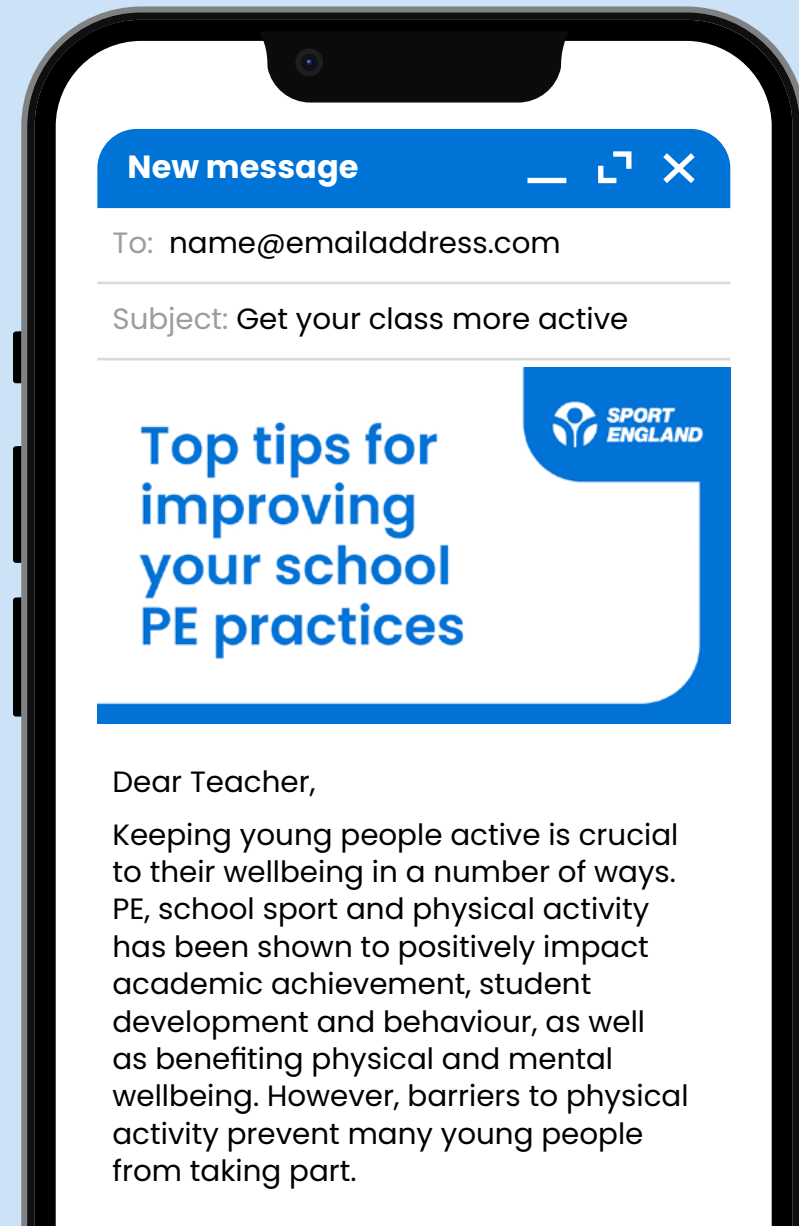 New message
To: name@emailaddress.com
Subject: Get your class more active
SPORT
ENGLAND
Top tips for
improving
your school
PE practices
Dear Teacher,
Keeping young people active is crucial
to their wellbeing in a number of ways.
PE, school sport and physical activity
has been shown to positively impact
academic achievement, student
development and behaviour, as well
as benefiting physical and mental
wellbeing. However, barriers to physical
activity prevent many young people
from taking part.